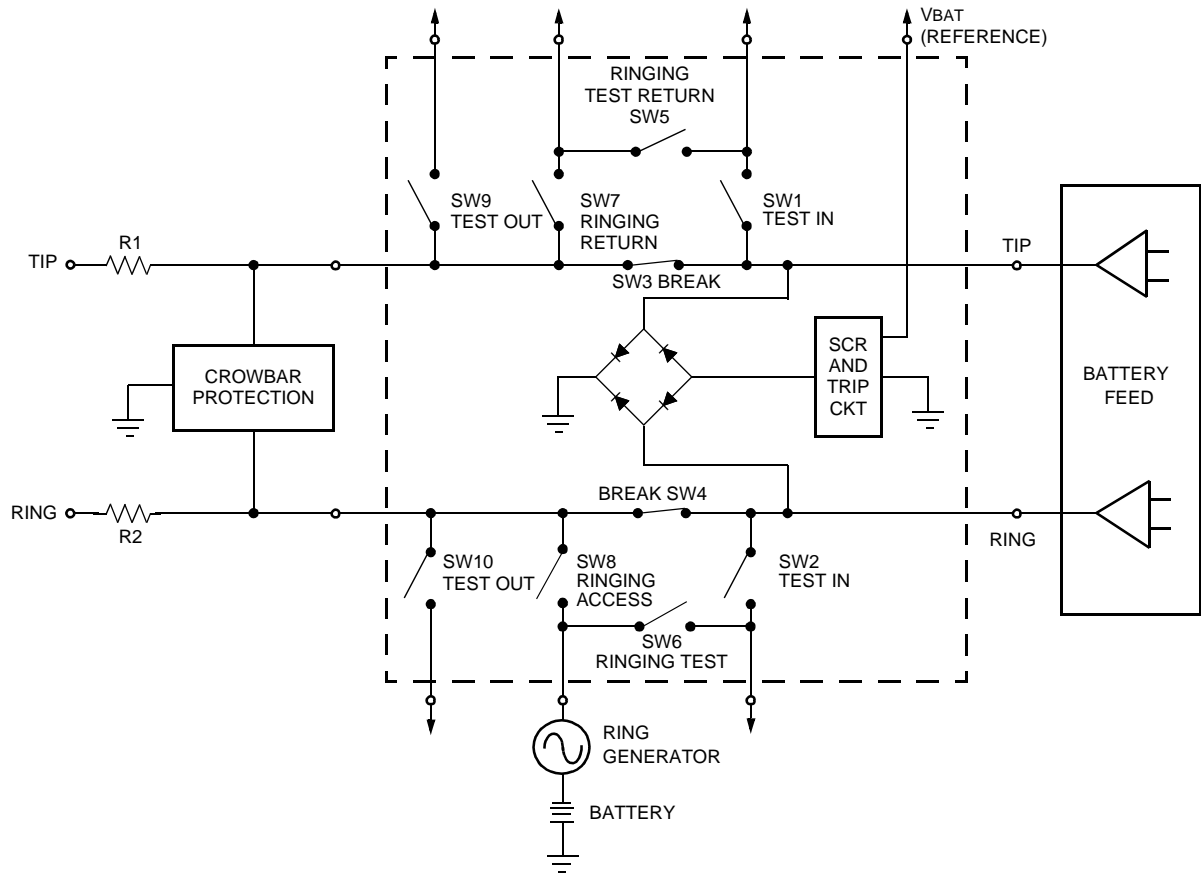 VBAT
(REFERENCE)
RINGING
TEST RETURN
SW5
SW9
TEST OUT
SW7
RINGING
RETURN
SW1
TEST IN
R1
TIP
TIP
SW3 BREAK
CROWBAR
PROTECTION
SCR
AND
TRIP
CKT
BATTERY
FEED
BREAK SW4
RING
R2
RING
SW10
TEST OUT
SW8
RINGING
ACCESS
SW2
TEST IN
SW6
RINGING TEST
RING
GENERATOR
BATTERY